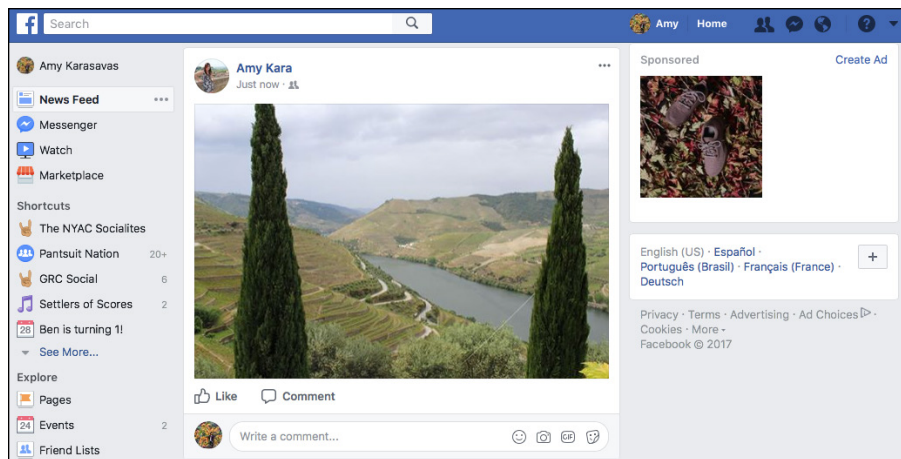 f
Search
Amy
Home
?
Amy Karasavas
News Feed
Messenger
Watch
Marketplace
Shortcuts
The NYAC Socialites
Pantsuit Nation 20+
GRC Social 6
Settlers of Scores 2
28 Ben is turning 1!
See More...
Explore
Pages
24 Events 2
Friend Lists
Amy Kara
Just now ·
Like
Comment
Write a comment...
GIF
Sponsored
Create Ad
English (US) · Español ·
Português (Brasil) · Français (France) ·
Deutsch
+
Privacy · Terms · Advertising · Ad Choices ·
Cookies · More
Facebook © 2017